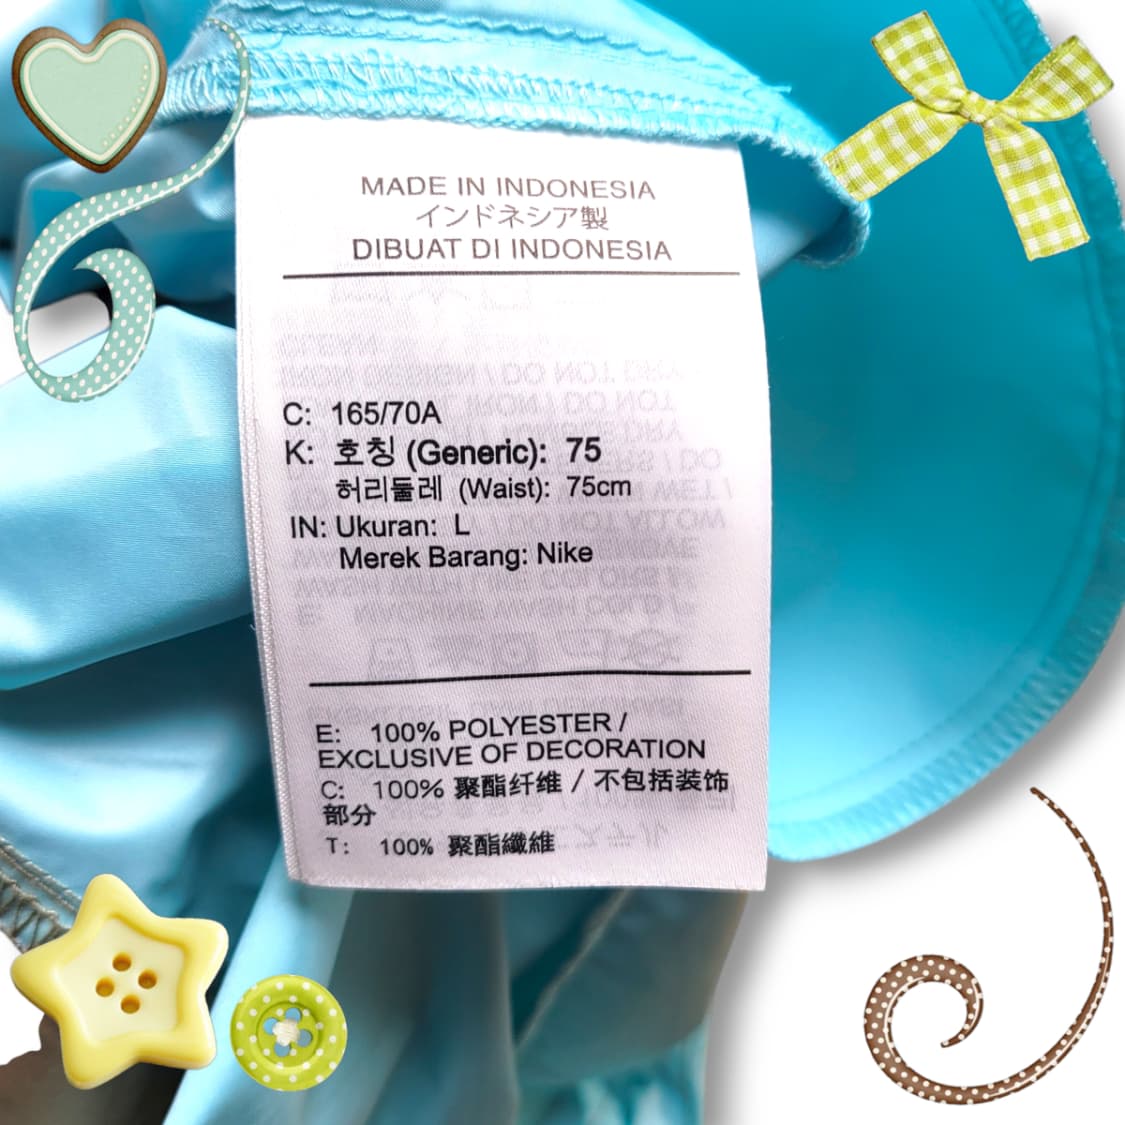 MADE IN INDONESIA
インドネシア製
DIBUAT DI INDONESIA
C: 165/70A
K: 호칭 (Generic): 75
허리둘레 (Waist): 75cm
IN: Ukuran: L
Merek Barang: Nike
E: 100% POLYESTER /
EXCLUSIVE OF DECORATION
C: 100% 聚酯纤维 / 不包括装饰
部分
T: 100% 聚酯纖維